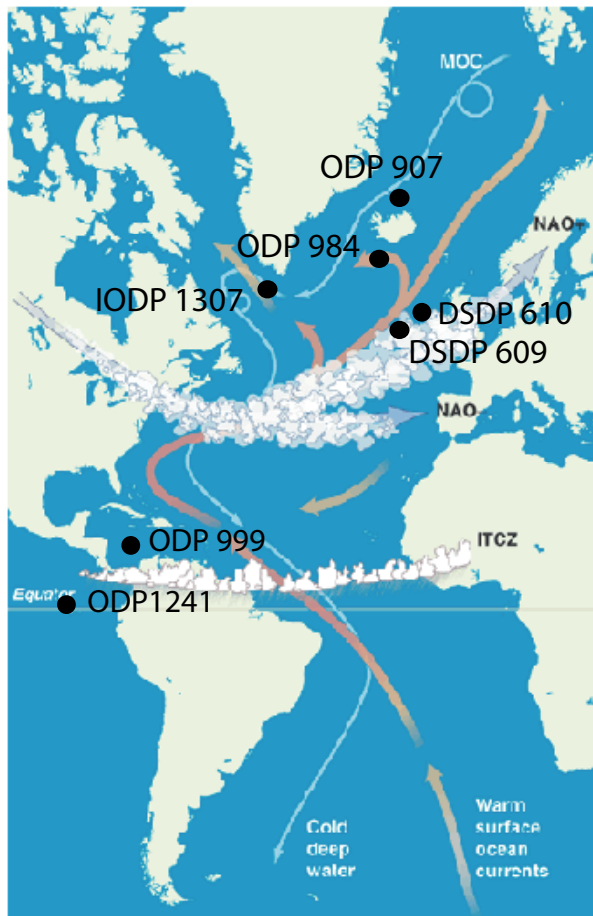 MOC
ODP 907
NAO+
ODP 984
IODP 1307
DSDP 610
DSDP 609
NAO-
ODP 999
ITCZ
Equator
ODP1241
Cold
deep
water
Warm
surface
ocean
currents